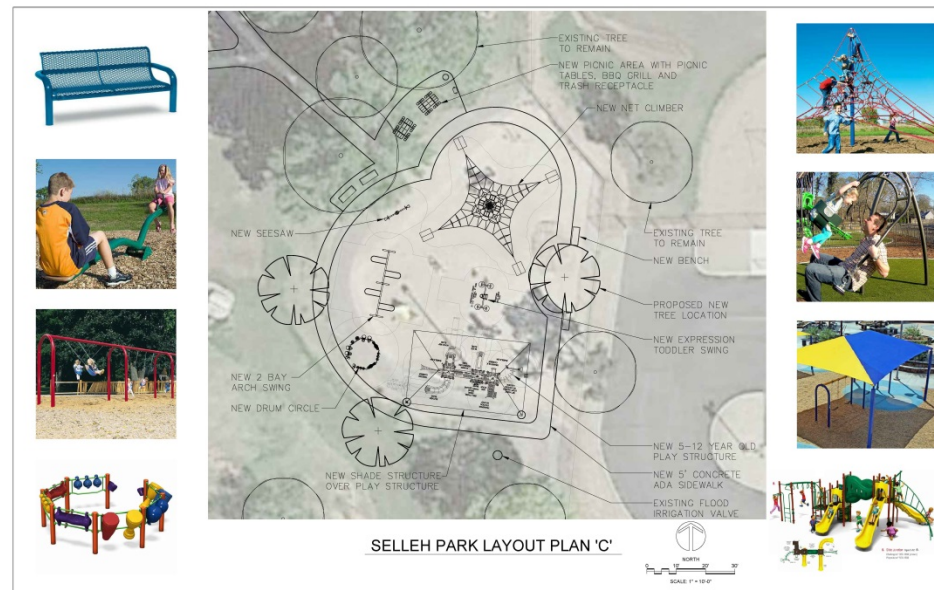 EXISTING TREE
TO REMAIN
NEW PICNIC AREA WITH PICNIC
TABLES, BBQ GRILL AND
TRASH RECEPTACLE
NEW NET CLIMBER
NEW SEESAW
EXISTING TREE
TO REMAIN
NEW BENCH
PROPOSED NEW
TREE LOCATION
NEW EXPRESSION
TODDLER SWING
NEW 2 BAY
ARCH SWING
NEW DRUM CIRCLE
NEW 5-12 YEAR OLD
PLAY STRUCTURE
NEW SHADE STRUCTURE
OVER PLAY STRUCTURE
NEW 5' CONCRETE
ADA SIDEWALK
EXISTING FLOOD
IRRIGATION VALVE
SELLEH PARK LAYOUT PLAN 'C'
NORTH
0 10' 20' 30'
SCALE: 1" = 10'-0"